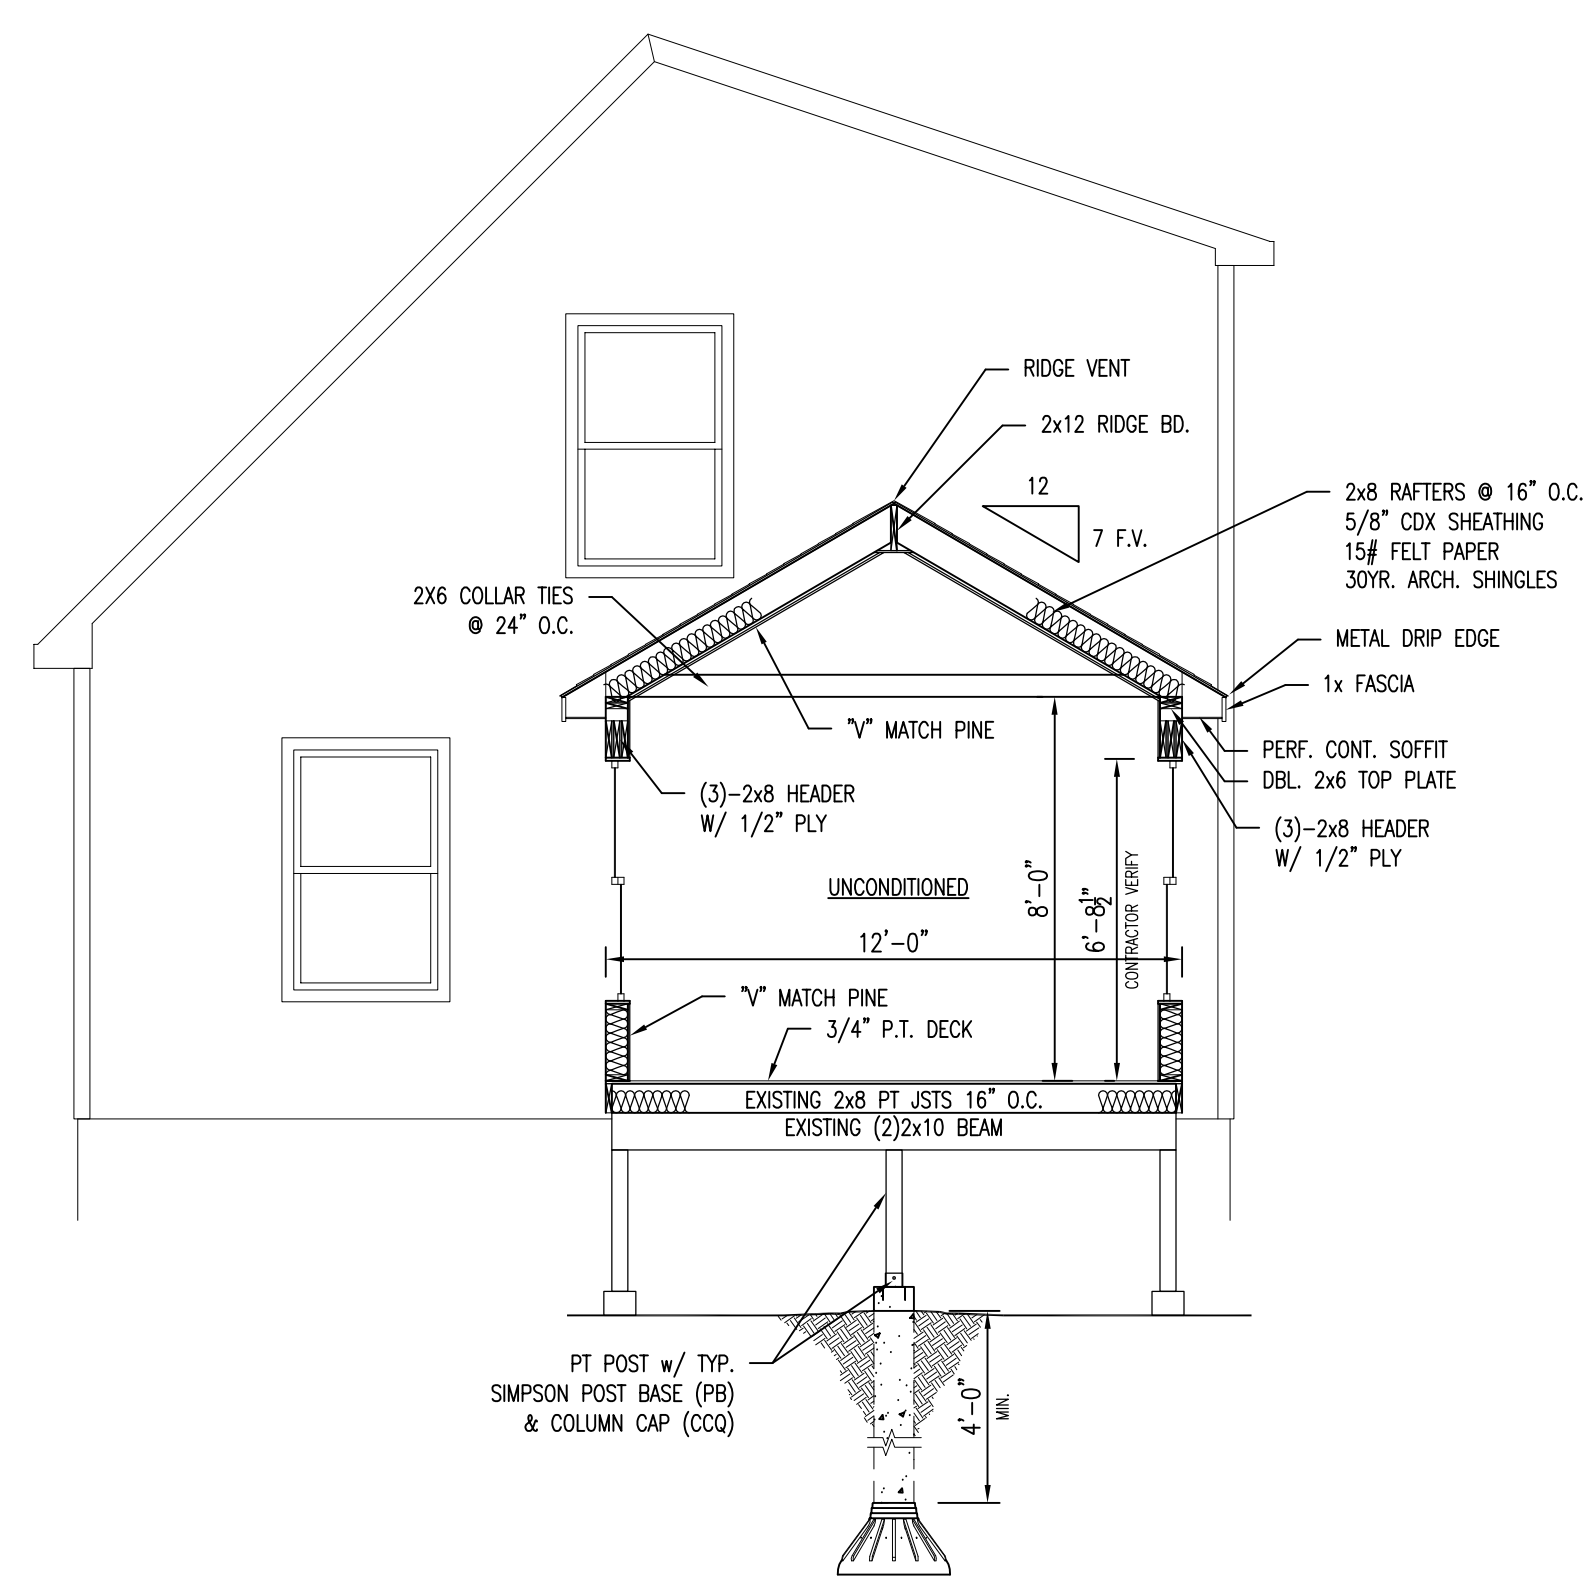 RIDGE VENT
2x12 RIDGE BD.
12
7 F.V.
2x8 RAFTERS @ 16" O.C.
5/8" CDX SHEATHING
15# FELT PAPER
30YR. ARCH. SHINGLES
2X6 COLLAR TIES
@ 24" O.C.
METAL DRIP EDGE
1x FASCIA
"V" MATCH PINE
PERF. CONT. SOFFIT
DBL. 2x6 TOP PLATE
(3)-2x8 HEADER
W/ 1/2" PLY
(3)-2x8 HEADER
W/ 1/2" PLY
UNCONDITIONED
8'-0"
6'-8 1/2"
CONTRACTOR VERIFY
12'-0"
"V" MATCH PINE
3/4" P.T. DECK
EXISTING 2x8 PT JSTS 16" O.C.
EXISTING (2)2x10 BEAM
PT POST w/ TYP.
SIMPSON POST BASE (PB)
& COLUMN CAP (CCQ)
4'-0"
MIN.